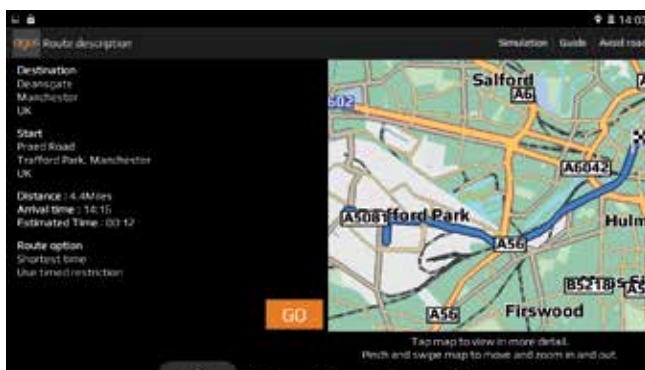 14:03
Route description
Simulation Guide Avoid road
Destination
Deansgate
Manchester
UK
Start
Praed Road
Trafford Park, Manchester
UK
Distance : 4.4Miles
Arrival time : 14:15
Estimated Time : 00:12
Route option
Shortest time
Use timed restriction
GO
Salford
A6
602
A6042
A5081
fford Park
A56
Hulm
B5218
A5
A56
Firswood
Tap map to view in more detail.
Pinch and swipe map to move and zoom in and out.